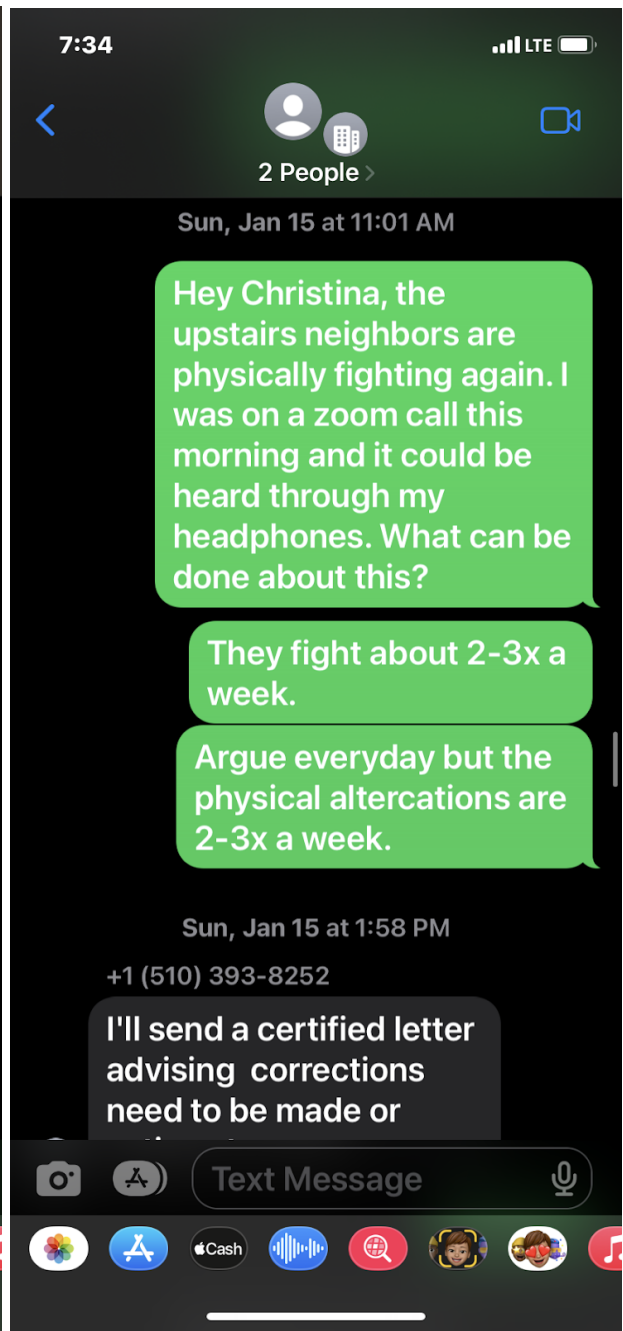 7:34
LTE
2 People
Sun, Jan 15 at 11:01 AM
Hey Christina, the
upstairs neighbors are
physically fighting again. I
was on a zoom call this
morning and it could be
heard through my
headphones. What can be
done about this?
They fight about 2-3x a
week.
Argue everyday but the
physical altercations are
2-3x a week.
Sun, Jan 15 at 1:58 PM
+1 (510) 393-8252
I'll send a certified letter
advising  corrections
need to be made or
Text Message
Cash